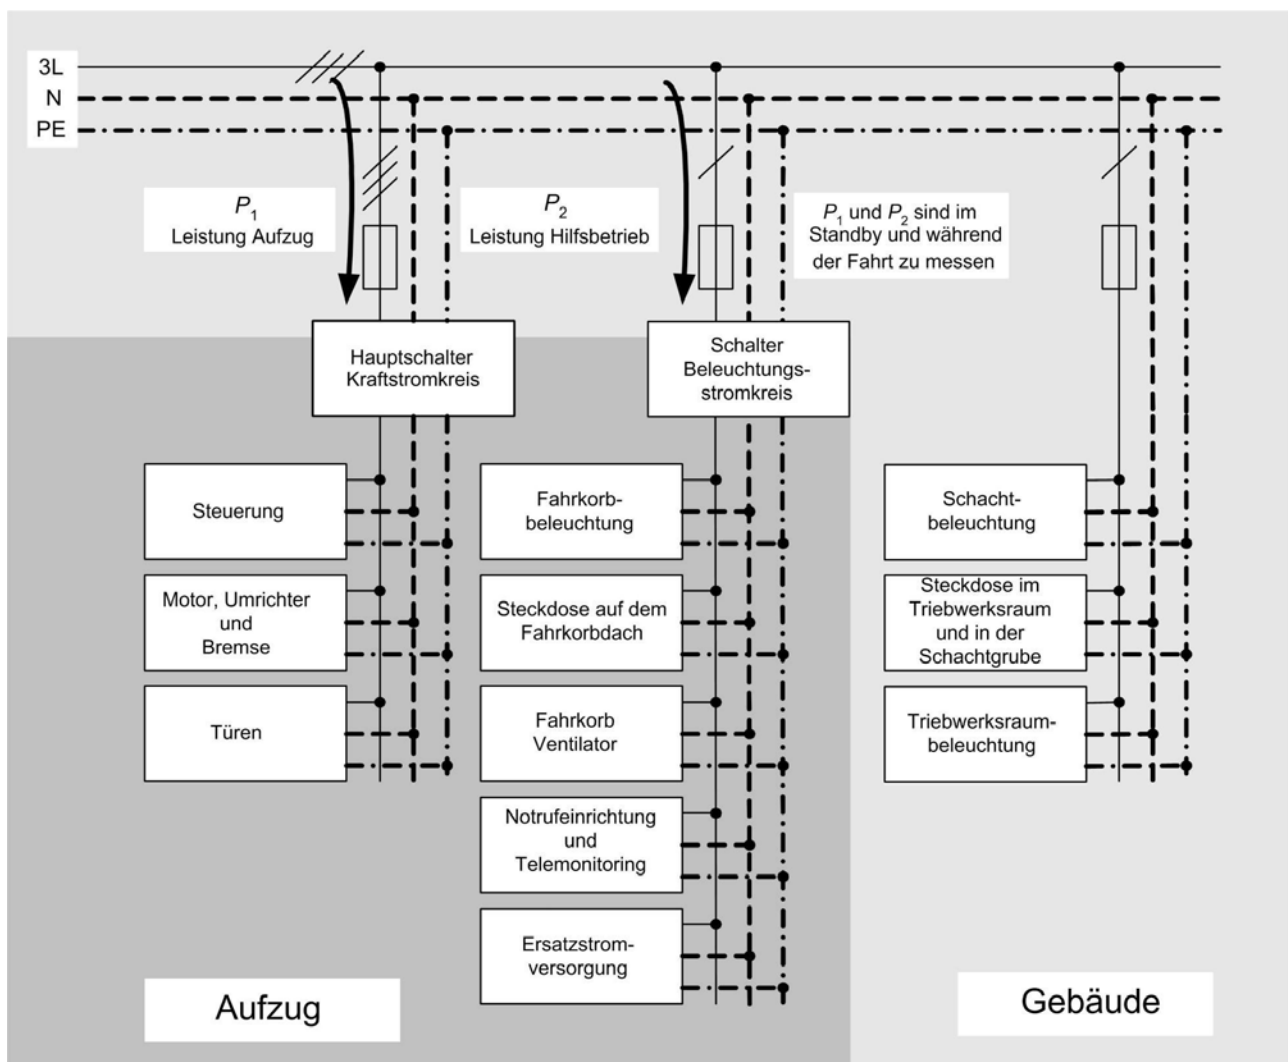 3L
N
PE
P1
Leistung Aufzug
P2
Leistung Hilfsbetrieb
P1 und P2 sind im
Standby und während
der Fahrt zu messen
Hauptschalter
Kraftstromkreis
Schalter
Beleuchtungs-
stromkreis
Steuerung
Motor, Umrichter
und
Bremse
Türen
Fahrkorb-
beleuchtung
Steckdose auf dem
Fahrkorbdach
Fahrkorb
Ventilator
Notrufeinrichtung
und
Telemonitoring
Ersatzstrom-
versorgung
Schacht-
beleuchtung
Steckdose im
Triebwerksraum
und in der
Schachtgrube
Triebwerksraum-
beleuchtung
Aufzug
Gebäude